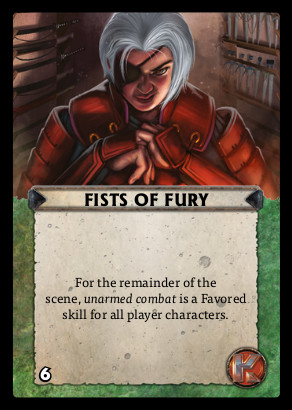 FISTS OF FURY
For the remainder of the
scene, unarmed combat is a Favored
skill for all player characters.
6
K